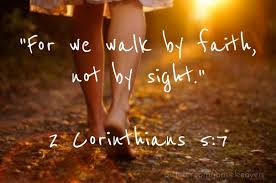 "For we walk by faith,
not by sight."
2 Corinthians 5:7